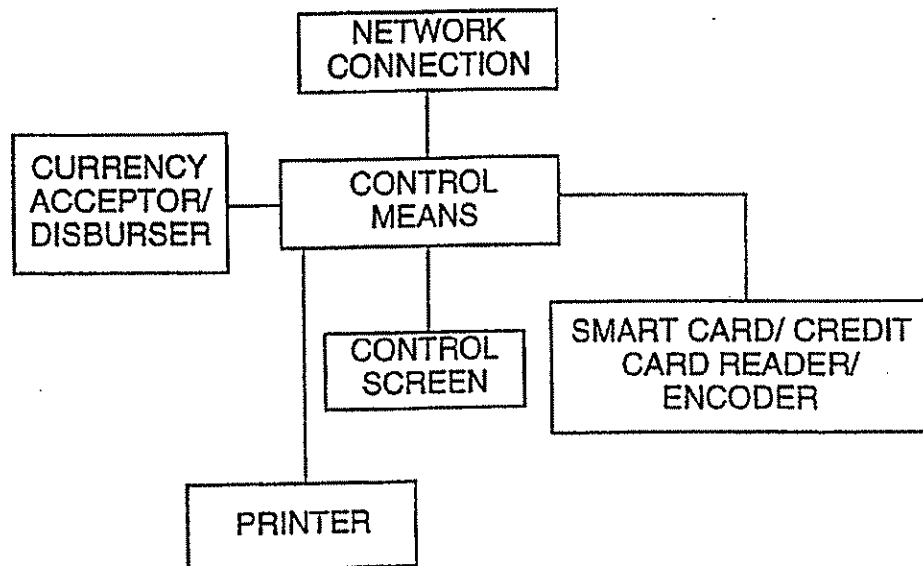 NETWORK
CONNECTION
CURRENCY
ACCEPTOR/
DISBURSER
CONTROL
MEANS
CONTROL
SCREEN
SMART CARD/ CREDIT
CARD READER/
ENCODER
PRINTER